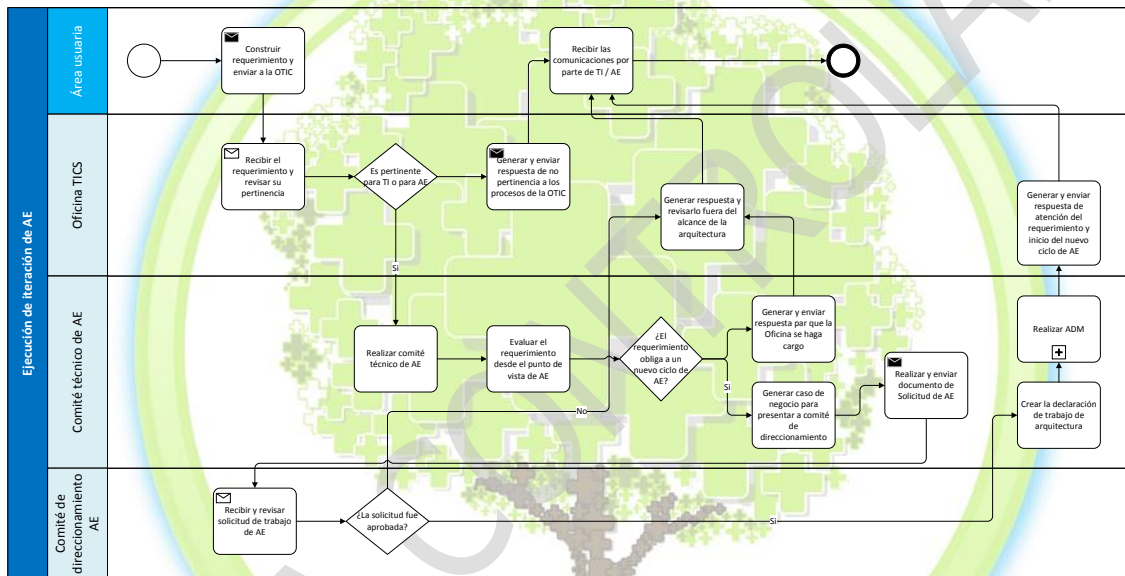 Ejecución de iteración de AE
Área usuaria
Construir
requerimiento y
enviar a la OTIC
Recibir las
comunicaciones por
parte de TI / AE
Oficina TICS
Recibir el
requerimiento y
revisar su
pertinencia
Es pertinente
para TI o para AE
Generar y enviar
respuesta de no
pertinencia a los
procesos de la OTIC
Generar respuesta y
revisarlo fuera del
alcance de la
arquitectura
Generar y enviar
respuesta de
atención del
requerimiento y
inicio del nuevo
ciclo de AE
Si
Comité técnico de AE
Realizar comité
técnico de AE
Evaluar el
requerimiento
desde el punto de
vista de AE
¿El
requerimiento
obliga a un
nuevo ciclo de
AE?
Generar y enviar
respuesta par que la
Oficina se haga
cargo
Si
Generar caso de
negocio para
presentar a comité
de
direccionamiento
Realizar y enviar
documento de
Solicitud de AE
Realizar ADM
Crear la declaración
de trabajo de
arquitectura
No
Comité de
direccionamiento
AE
Recibir y revisar
solicitud de trabajo
de AE
¿La solicitud fue
aprobada?
Si